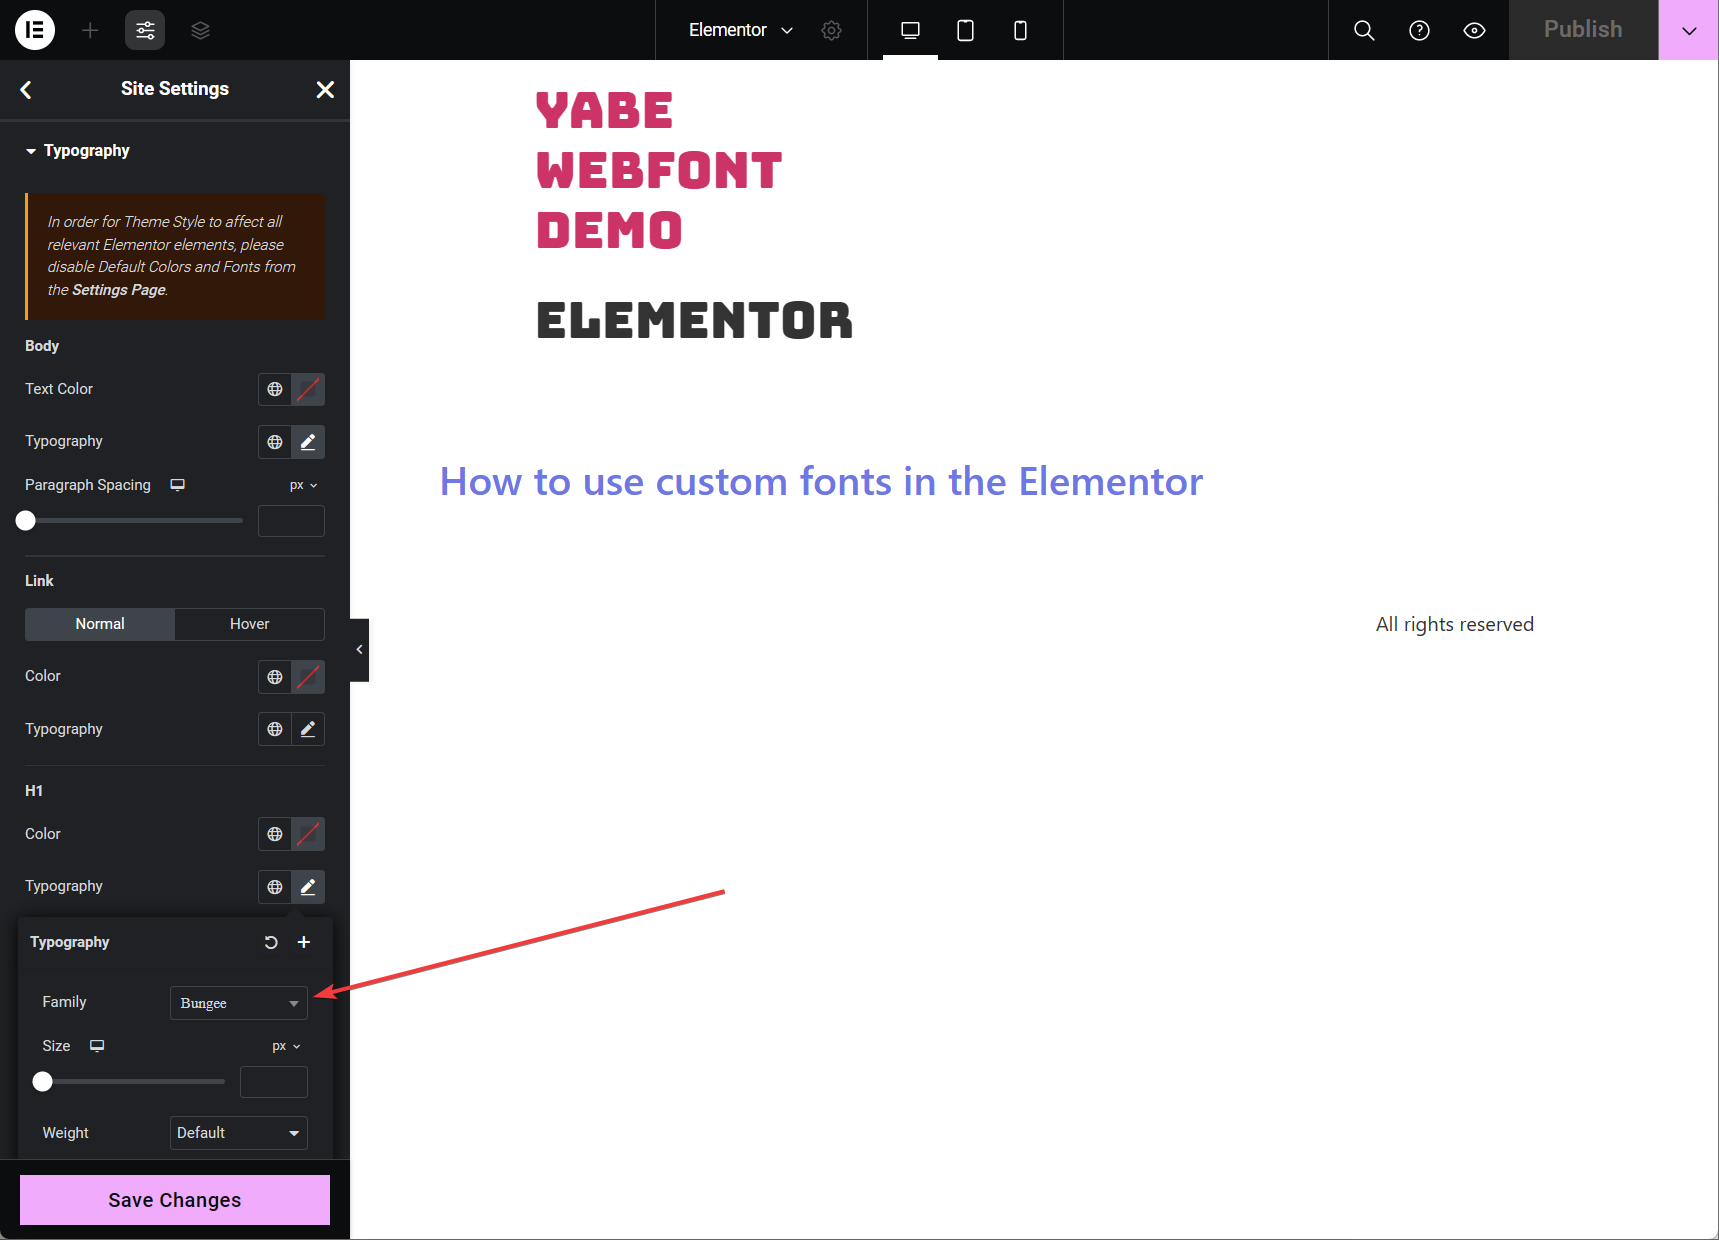 Elementor
Publish
Site Settings
Typography
In order for Theme Style to affect all
relevant Elementor elements, please
disable Default Colors and Fonts from
the Settings Page.
Body
Text Color
Typography
Paragraph Spacing px
Link
Normal Hover
Color
Typography
H1
Color
Typography
Typography
Family Bungee
Size px
Weight Default
Save Changes
YABE
WEBFONT
DEMO
ELEMENTOR
How to use custom fonts in the Elementor
All rights reserved